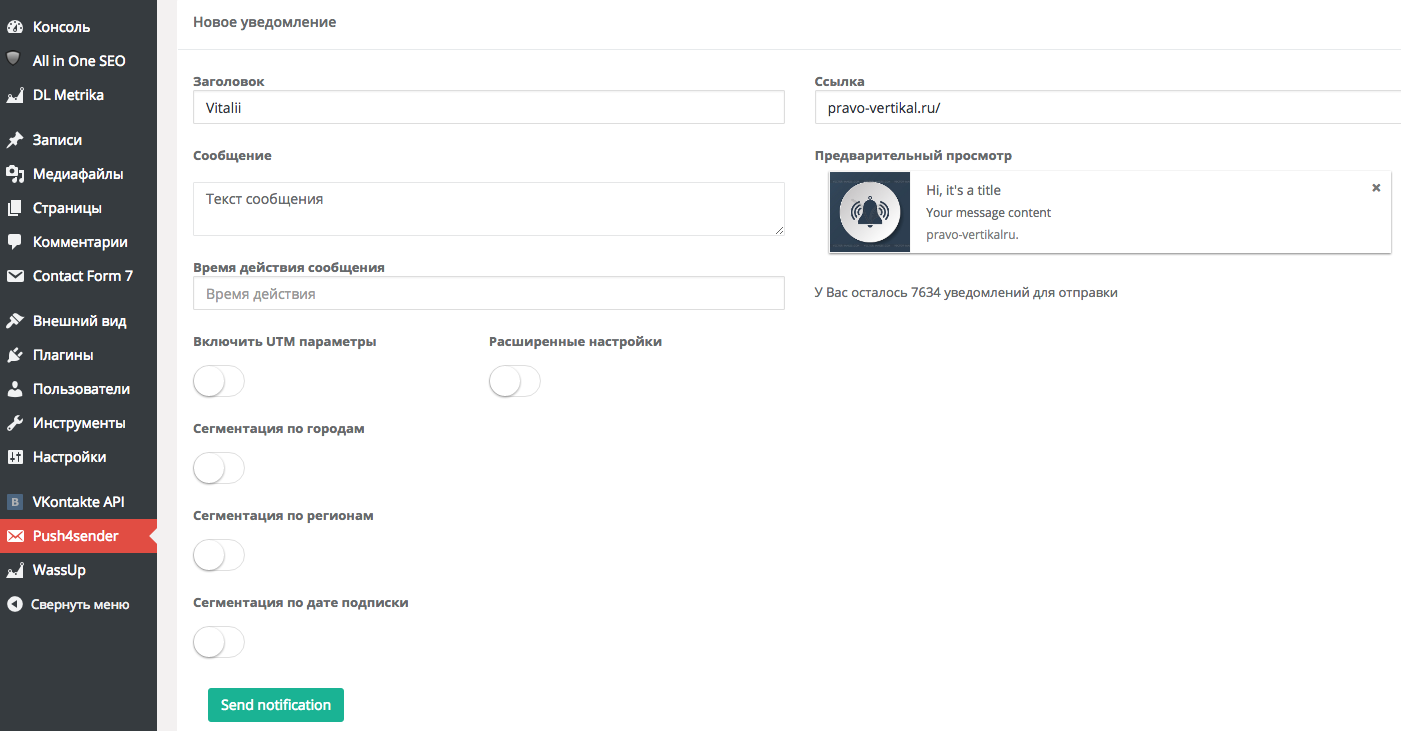 Консоль
All in One SEO
DL Metrika
Записи
Медиафайлы
Страницы
Комментарии
Contact Form 7
Внешний вид
Плагины
Пользователи
Инструменты
Настройки
VKontakte API
Push4sender
WassUp
Свернуть меню
Новое уведомление
Заголовок
Vitalii
Сообщение
Текст сообщения
Время действия сообщения
Время действия
Включить UTM параметры
Расширенные настройки
Сегментация по городам
Сегментация по регионам
Сегментация по дате подписки
Send notification
Ссылка
pravo-vertikal.ru/
Предварительный просмотр
Hi, it's a title
Your message content
pravo-vertikalru.
У Вас осталось 7634 уведомлений для отправки